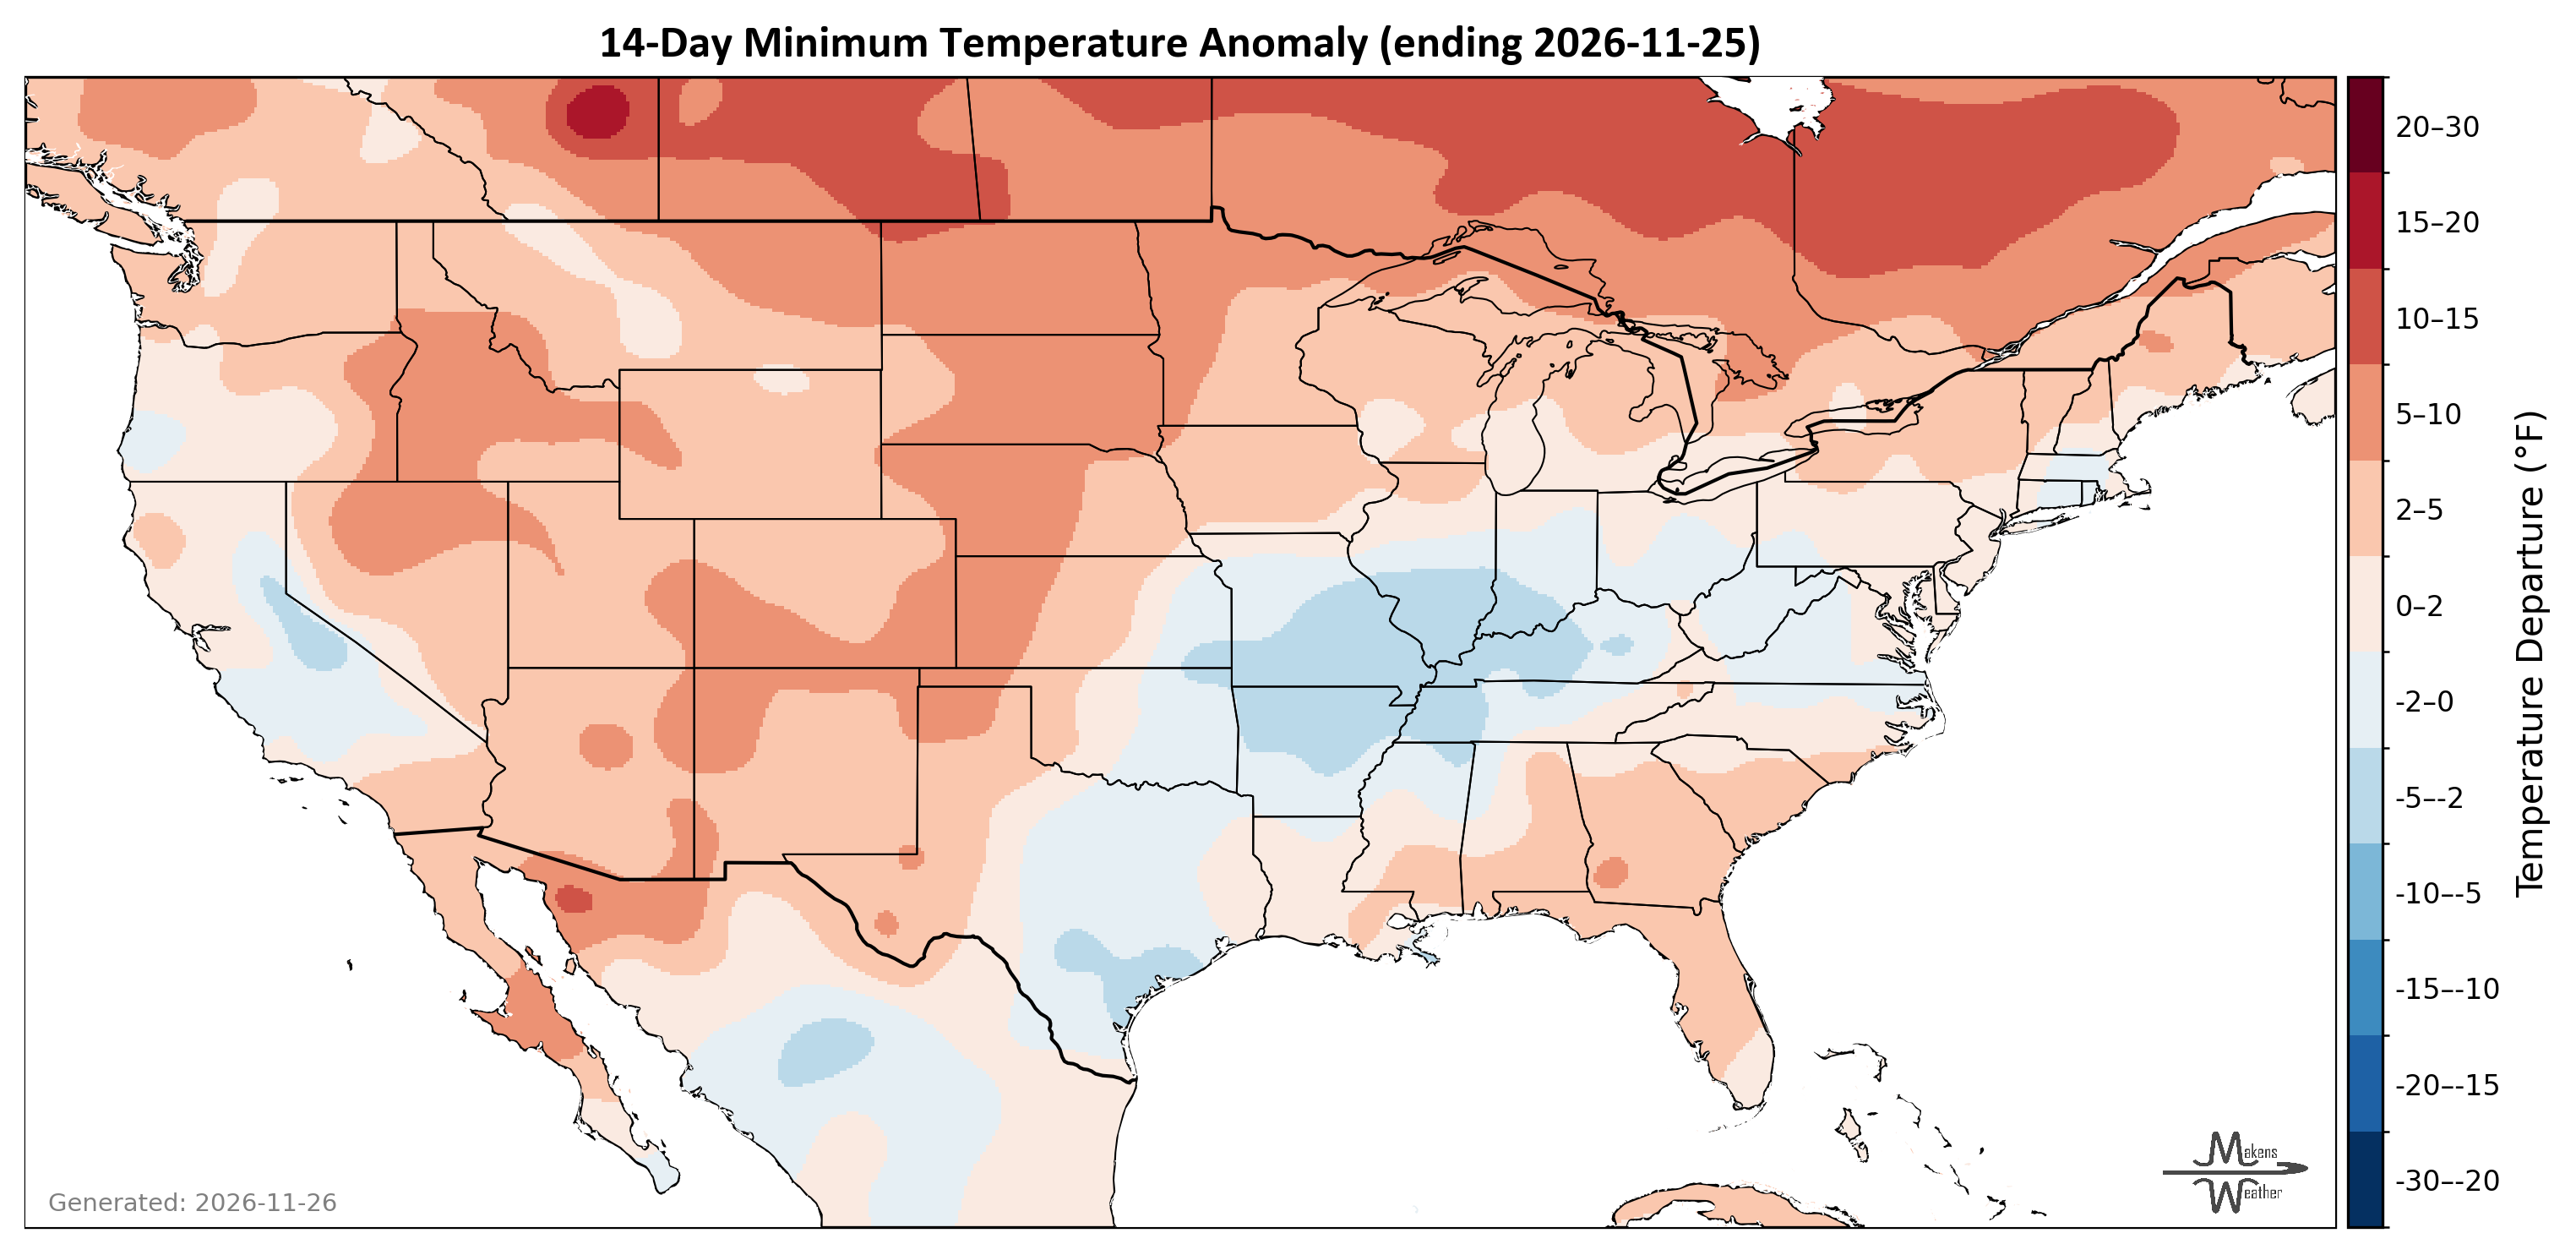 14-Day Minimum Temperature Anomaly (ending 2026-11-25)
20–30
15–20
10–15
5–10
2–5
0–2
-2–0
-5–-2
-10–-5
-15–-10
-20–-15
-30–-20
Temperature Departure (°F)
Generated: 2026-11-26
Makens
Weather